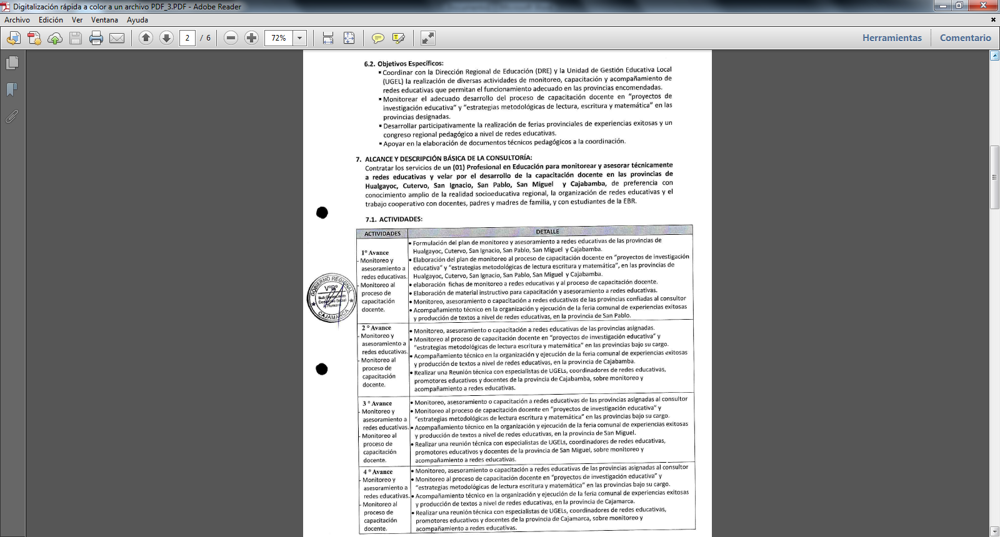 Digitalización rápida a color a un archivo PDF_3.PDF - Adobe Reader
Archivo Edición Ver Ventana Ayuda
2 / 6 72% Herramientas Comentario
6.2. Objetivos Específicos:
▪ Coordinar con la Dirección Regional de Educación (DRE) y la Unidad de Gestión Educativa Local
(UGEL) la realización de diversas actividades de monitoreo, capacitación y acompañamiento de
redes educativas que permitan el funcionamiento adecuado en las provincias encomendadas.
▪ Monitorear el adecuado desarrollo del proceso de capacitación docente en "proyectos de
investigación educativa" y "estrategias metodológicas de lectura, escritura y matemática" en las
provincias designadas.
▪ Desarrollar participativamente la realización de ferias provinciales de experiencias exitosas y un
congreso regional pedagógico a nivel de redes educativas.
▪ Apoyar en la elaboración de documentos técnicos pedagógicos a la coordinación.
7. ALCANCE Y DESCRIPCIÓN BÁSICA DE LA CONSULTORÍA:
Contratar los servicios de un (01) Profesional en Educación para monitorear y asesorar técnicamente
a redes educativas y velar por el desarrollo de la capacitación docente en las provincias de
Hualgayoc, Cutervo, San Ignacio, San Pablo, San Miguel y Cajabamba, de preferencia con
conocimiento amplio de la realidad socioeducativa regional, la organización de redes educativas y el
trabajo cooperativo con docentes, padres y madres de familia, y con estudiantes de la EBR.
7.1. ACTIVIDADES:
ACTIVIDADES DETALLE
1° Avance
- Monitoreo y
asesoramiento a
redes educativas.
- Monitoreo al
proceso de
capacitación
docente.
• Formulación del plan de monitoreo y asesoramiento a redes educativas de las provincias de
Hualgayoc, Cutervo, San Ignacio, San Pablo, San Miguel y Cajabamba.
• Elaboración del plan de monitoreo al proceso de capacitación docente en "proyectos de investigación
educativa" y "estrategias metodológicas de lectura escritura y matemática", en las provincias de
Hualgayoc, Cutervo, San Ignacio, San Pablo, San Miguel y Cajabamba.
• elaboración fichas de monitoreo a redes educativas y al proceso de capacitación docente.
• Elaboración de material instructivo para capacitación y asesoramiento a redes educativas.
• Monitoreo, asesoramiento o capacitación a redes educativas de las provincias confiadas al consultor
• Acompañamiento técnico en la organización y ejecución de la feria comunal de experiencias exitosas
y producción de textos a nivel de redes educativas, en la provincia de San Pablo.
GOBIERNO REGIONAL
V°B°
Desarrollo Social
CAJAMARCA
2 ° Avance
- Monitoreo y
asesoramiento a
redes educativas.
- Monitoreo al
proceso de
capacitación
docente.
• Monitoreo, asesoramiento o capacitación a redes educativas de las provincias asignadas.
• Monitoreo al proceso de capacitación docente en "proyectos de investigación educativa" y
"estrategias metodológicas de lectura escritura y matemática" en las provincias bajo su cargo.
• Acompañamiento técnico en la organización y ejecución de la feria comunal de experiencias exitosas
y producción de textos a nivel de redes educativas, en la provincia de Cajabamba.
• Realizar una Reunión técnica con especialistas de UGELs, coordinadores de redes educativas,
promotores educativos y docentes de la provincia de Cajabamba, sobre monitoreo y
acompañamiento a redes educativas.
3 ° Avance
- Monitoreo y
asesoramiento a
redes educativas.
- Monitoreo al
proceso de
capacitación
docente.
• Monitoreo, asesoramiento o capacitación a redes educativas de las provincias asignadas al consultor
• Monitoreo al proceso de capacitación docente en "proyectos de investigación educativa" y
"estrategias metodológicas de lectura escritura y matemática" en las provincias bajo su cargo.
• Acompañamiento técnico en la organización y ejecución de la feria comunal de experiencias exitosas
y producción de textos a nivel de redes educativas, en la provincia de San Miguel.
• Realizar una reunión técnica con especialistas de UGELs, coordinadores de redes educativas,
promotores educativos y docentes de la provincia de San Miguel, sobre monitoreo y
acompañamiento a redes educativas.
4 ° Avance
- Monitoreo y
asesoramiento a
redes educativas.
- Monitoreo al
proceso de
capacitación
docente.
• Monitoreo, asesoramiento o capacitación a redes educativas de las provincias asignadas al consultor
• Monitoreo al proceso de capacitación docente en "proyectos de investigación educativa" y
"estrategias metodológicas de lectura escritura y matemática" en las provincias bajo su cargo.
• Acompañamiento técnico en la organización y ejecución de la feria comunal de experiencias exitosas
y producción de textos a nivel de redes educativas, en la provincia de Cajamarca.
• Realizar una reunión técnica con especialistas de UGELs, coordinadores de redes educativas,
promotores educativos y docentes de la provincia de Cajamarca, sobre monitoreo y
acompañamiento a redes educativas.